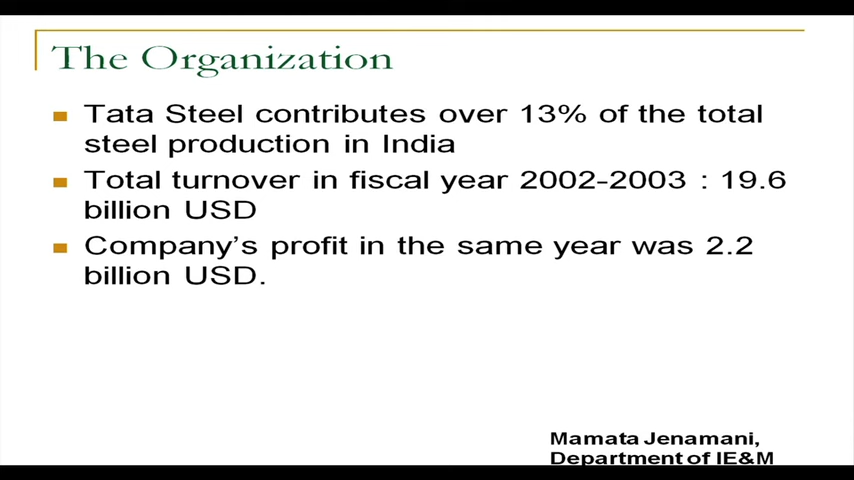 The Organization
Tata Steel contributes over 13% of the total
steel production in India
Total turnover in fiscal year 2002-2003 : 19.6
billion USD
Company’s profit in the same year was 2.2
billion USD.
Mamata Jenamani,
Department of IE&M